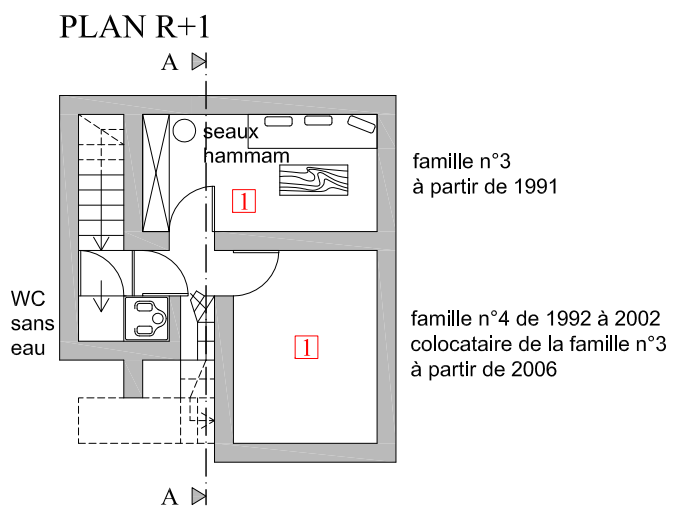 PLAN R+1
A
seaux
hammam
1
famille n°3
à partir de 1991
WC
sans
eau
1
famille n°4 de 1992 à 2002
colocataire de la famille n°3
à partir de 2006
A